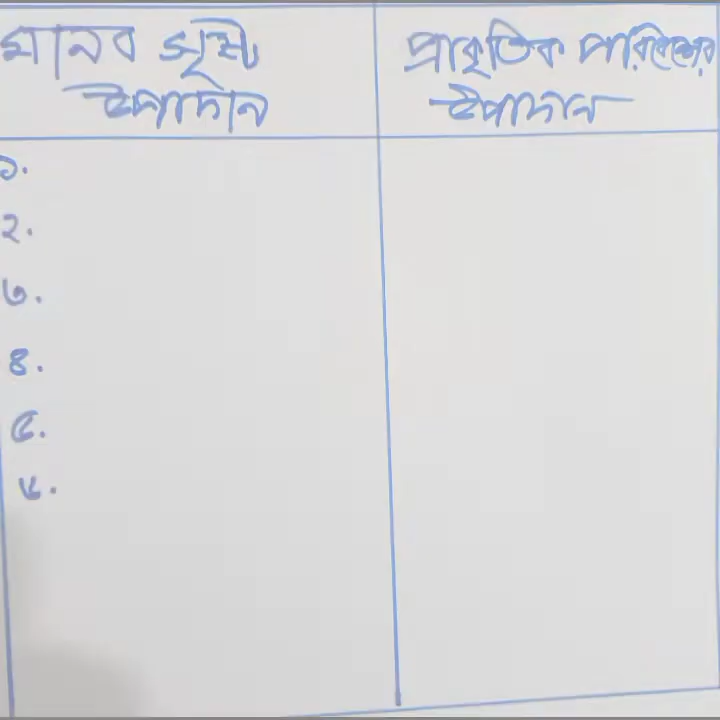 মানব সৃষ্ট
উপাদান
প্রাকৃতিক পরিবেশের
উপাদান
১.
২.
৩.
৪.
৫.
৬.